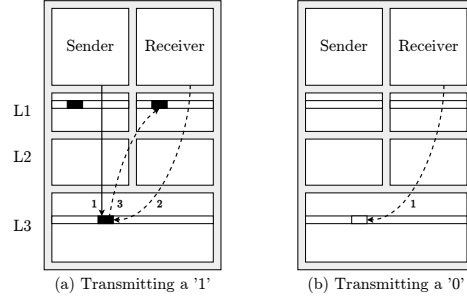 Sender Receiver Sender Receiver
L1
L2
1 3 2 1
L3
(a) Transmitting a '1' (b) Transmitting a '0'